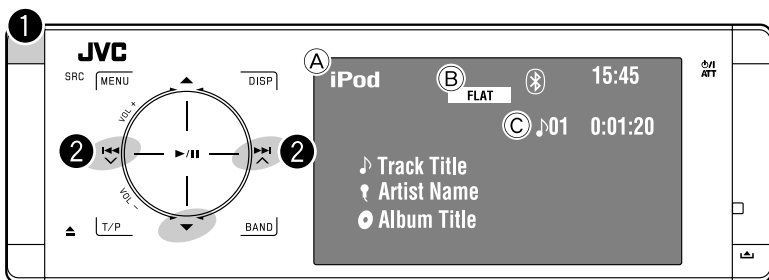 1
JVC
SRC MENU DISP
VOL +
2 2
VOL –
T/P BAND
A
iPod B 15:45
FLAT
C 01 0:01:20
Track Title
Artist Name
Album Title
/I
ATT